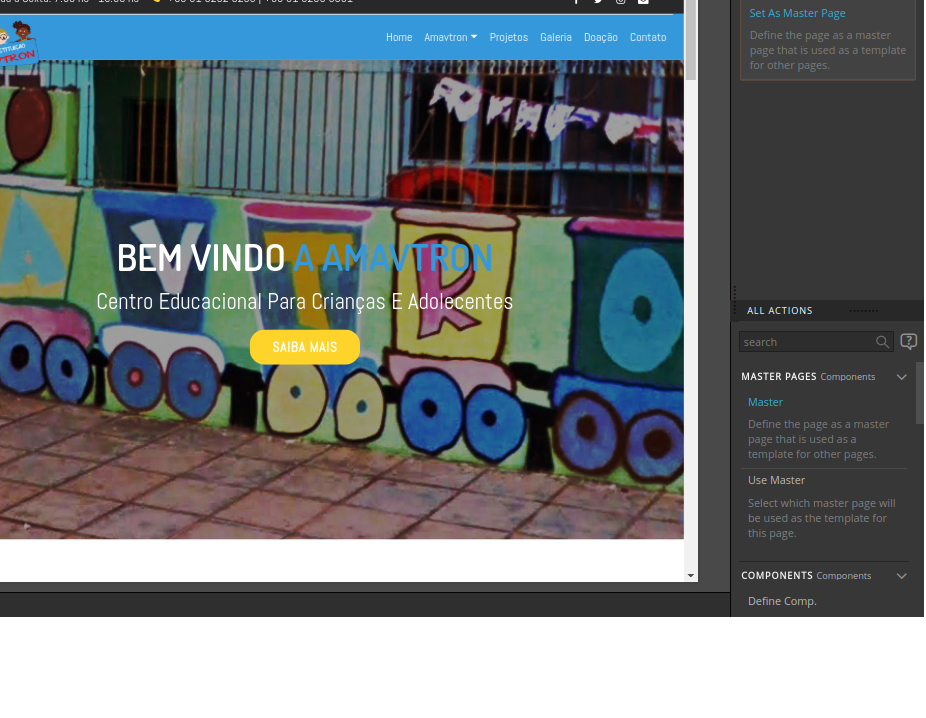 Set As Master Page
Define the page as a master
page that is used as a template
for other pages.
Home Amavtron Projetos Galeria Doação Contato
BEM VINDO A AMAVTRON
Centro Educacional Para Crianças E Adolecentes
SAIBA MAIS
ALL ACTIONS
search
MASTER PAGES Components
Master
Define the page as a master
page that is used as a
template for other pages.
Use Master
Select which master page will
be used as the template for
this page.
COMPONENTS Components
Define Comp.